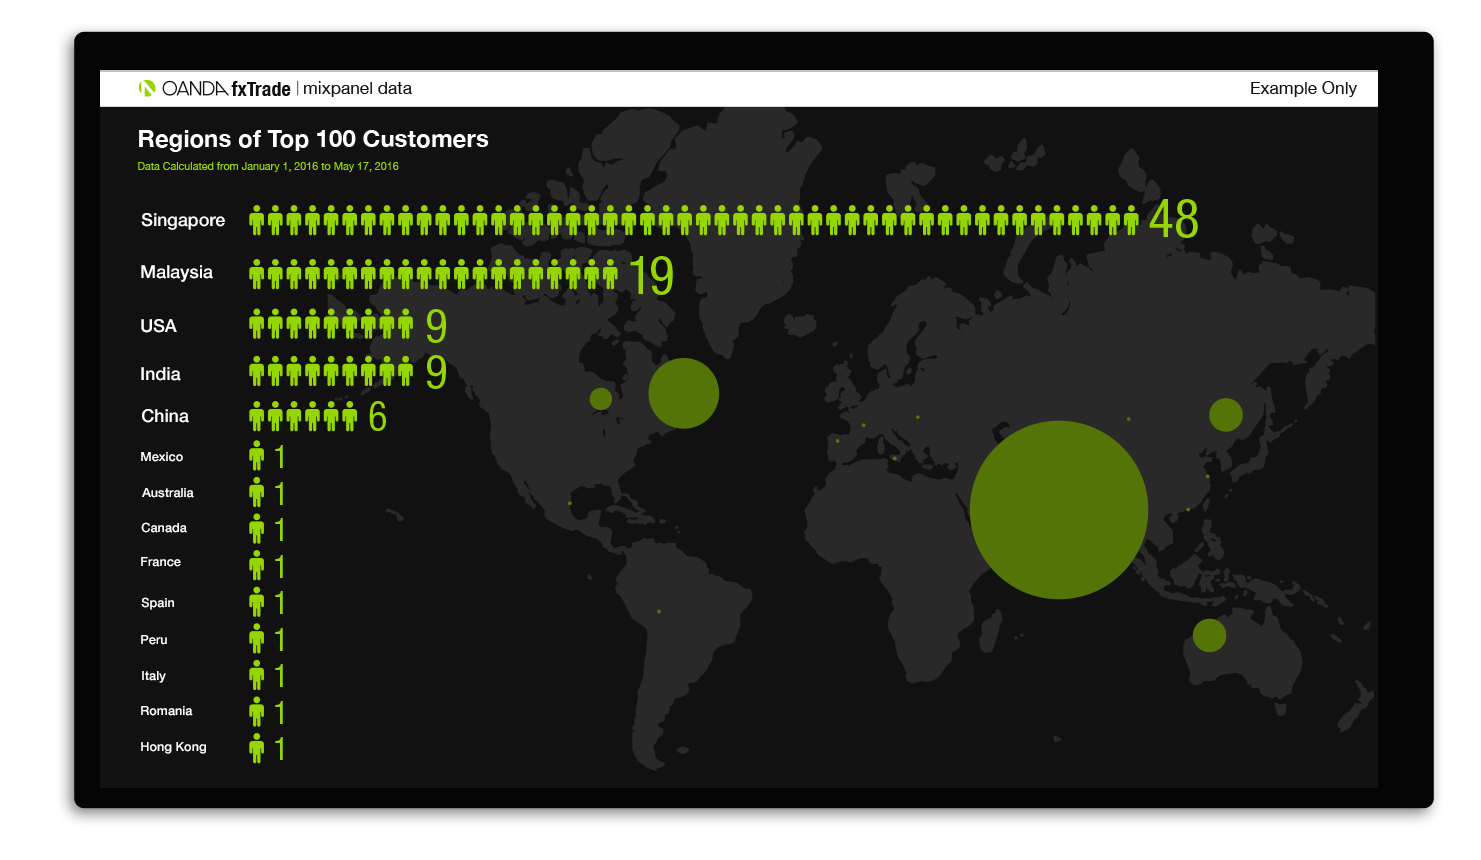 OANDA fxTrade | mixpanel data
Example Only
Regions of Top 100 Customers
Data Calculated from January 1, 2016 to May 17, 2016
Singapore 48
Malaysia 19
USA 9
India 9
China 6
Mexico 1
Australia 1
Canada 1
France 1
Spain 1
Peru 1
Italy 1
Romania 1
Hong Kong 1